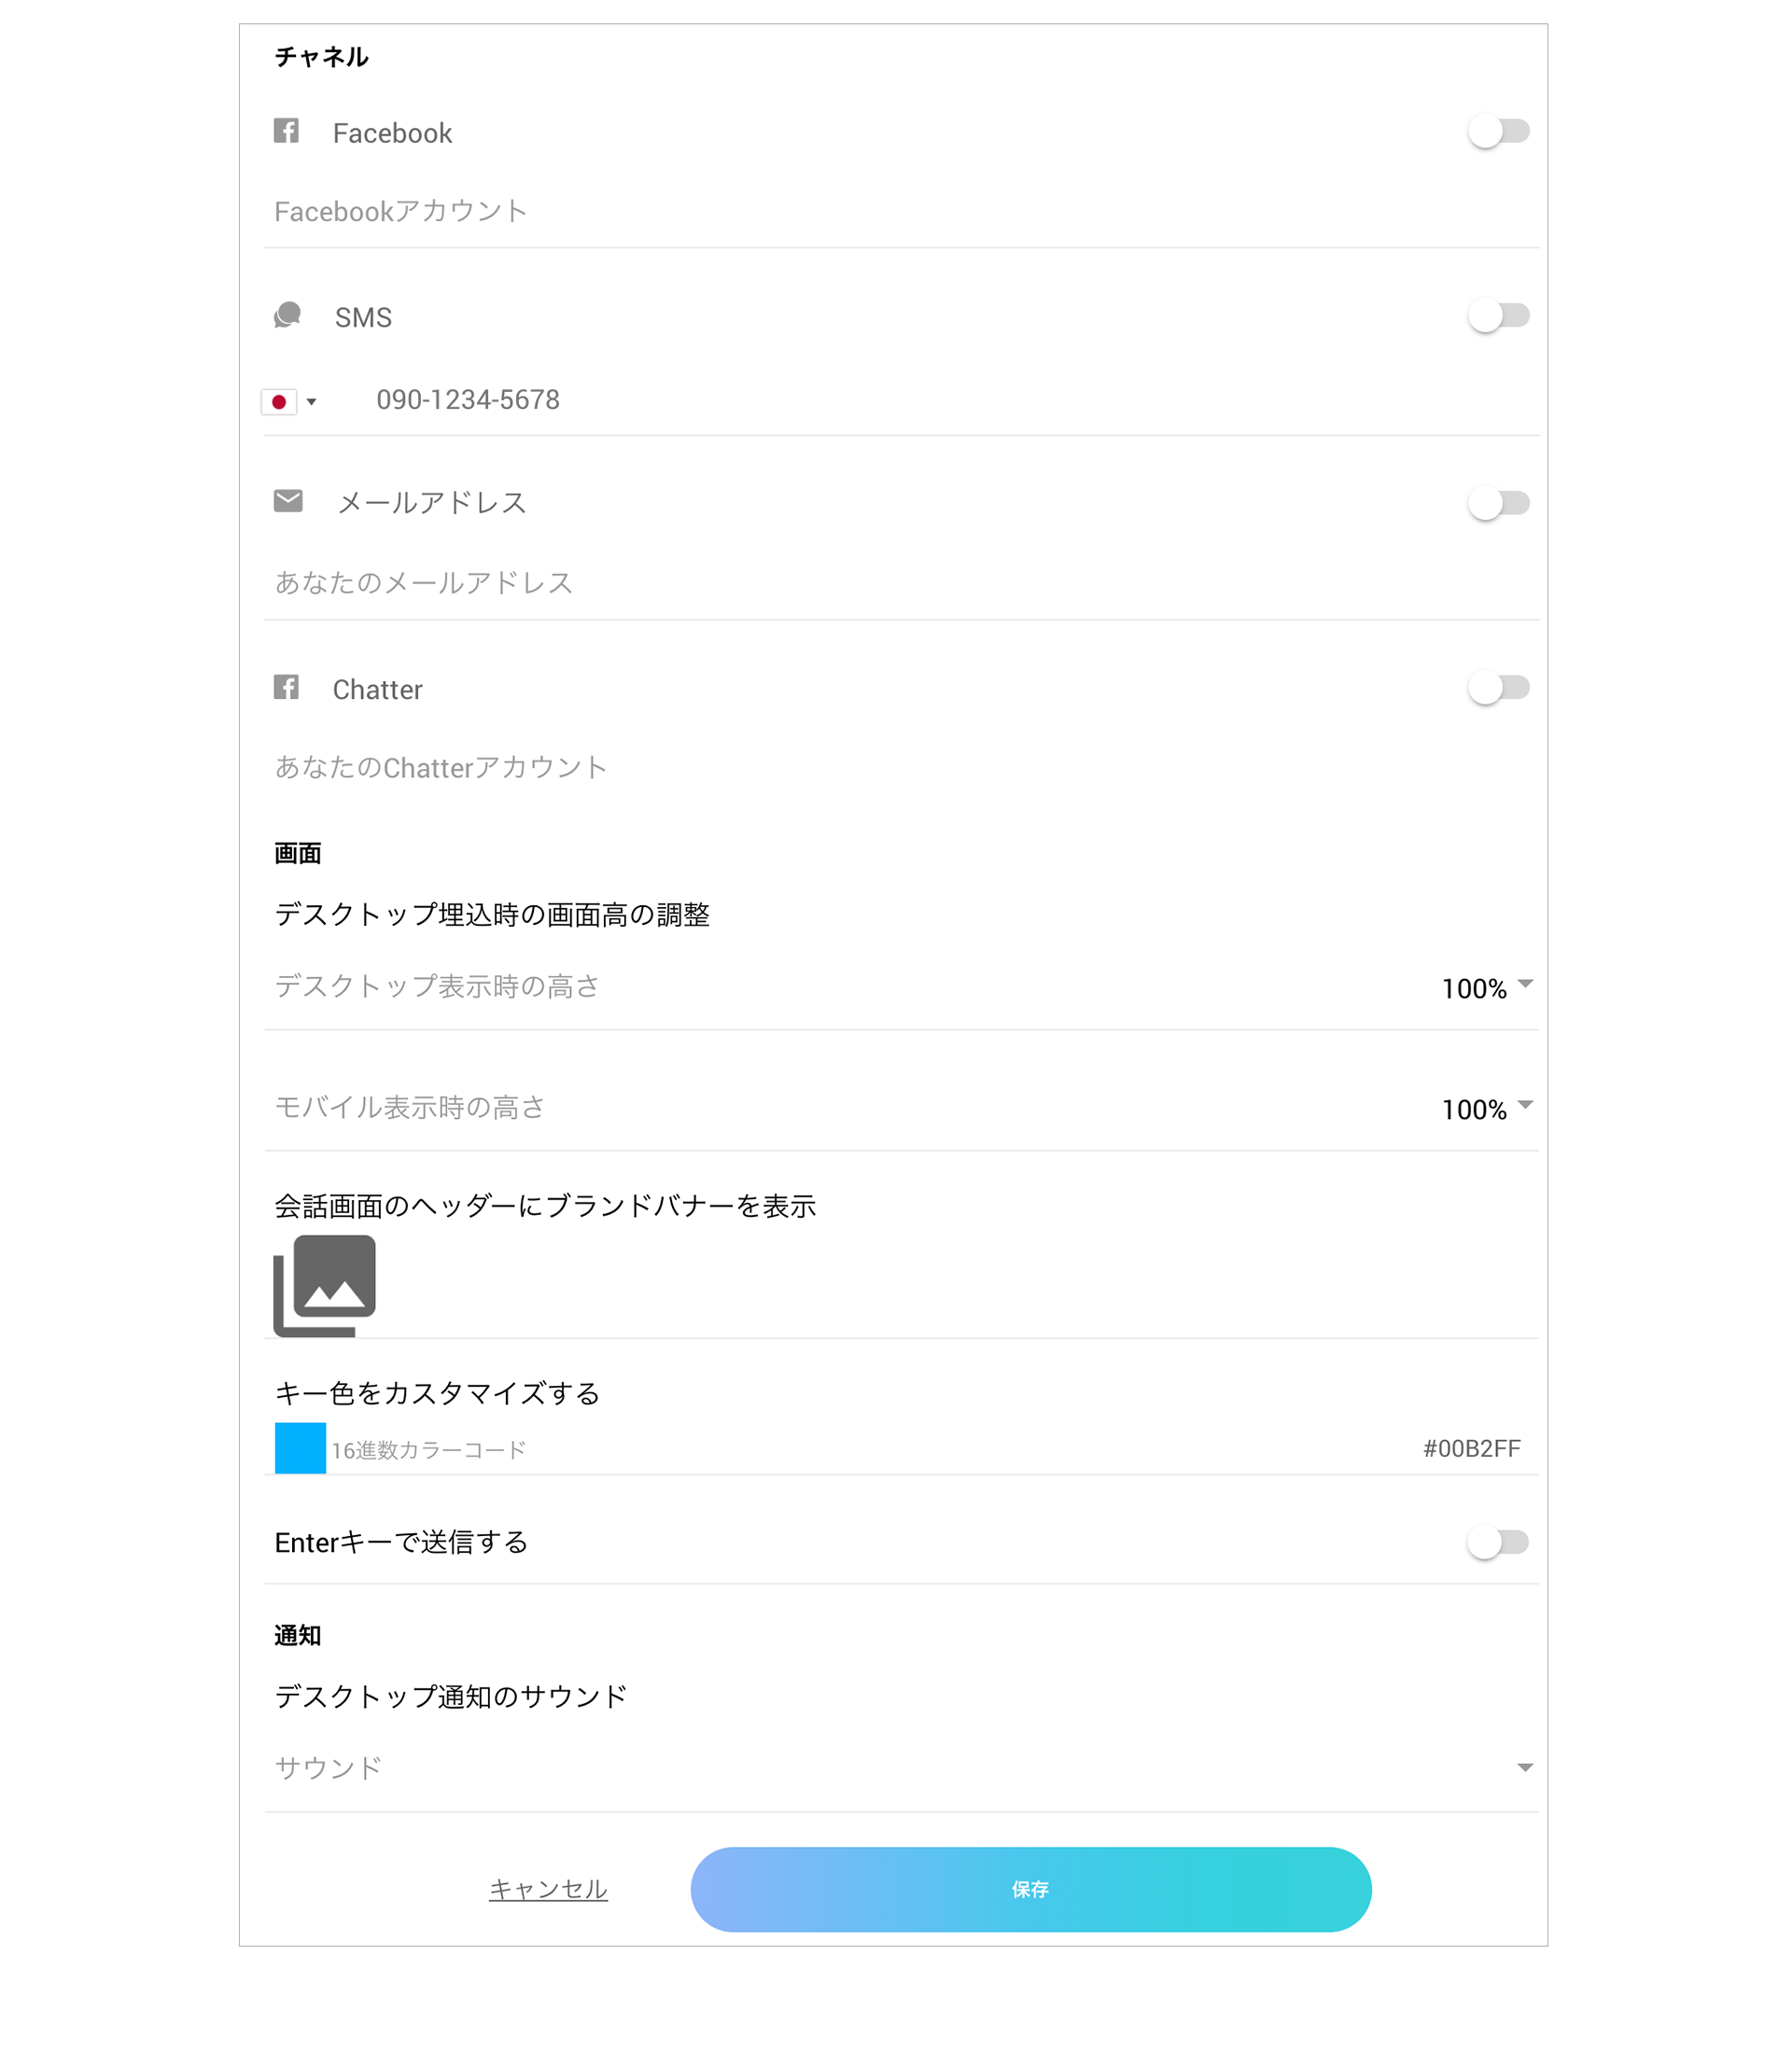 チャネル
Facebook
Facebookアカウント
SMS
090-1234-5678
メールアドレス
あなたのメールアドレス
Chatter
あなたのChatterアカウント
画面
デスクトップ埋込時の画面高の調整
デスクトップ表示時の高さ 100%
モバイル表示時の高さ 100%
会話画面のヘッダーにブランドバナーを表示
キー色をカスタマイズする
16進数カラーコード #00B2FF
Enterキーで送信する
通知
デスクトップ通知のサウンド
サウンド
キャンセル 保存